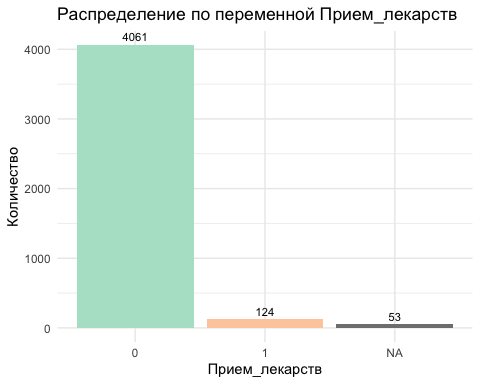 Распределение по переменной Прием_лекарств
4061
4000
3000
Количество
2000
1000
124
53
0
0 1 NA
Прием_лекарств